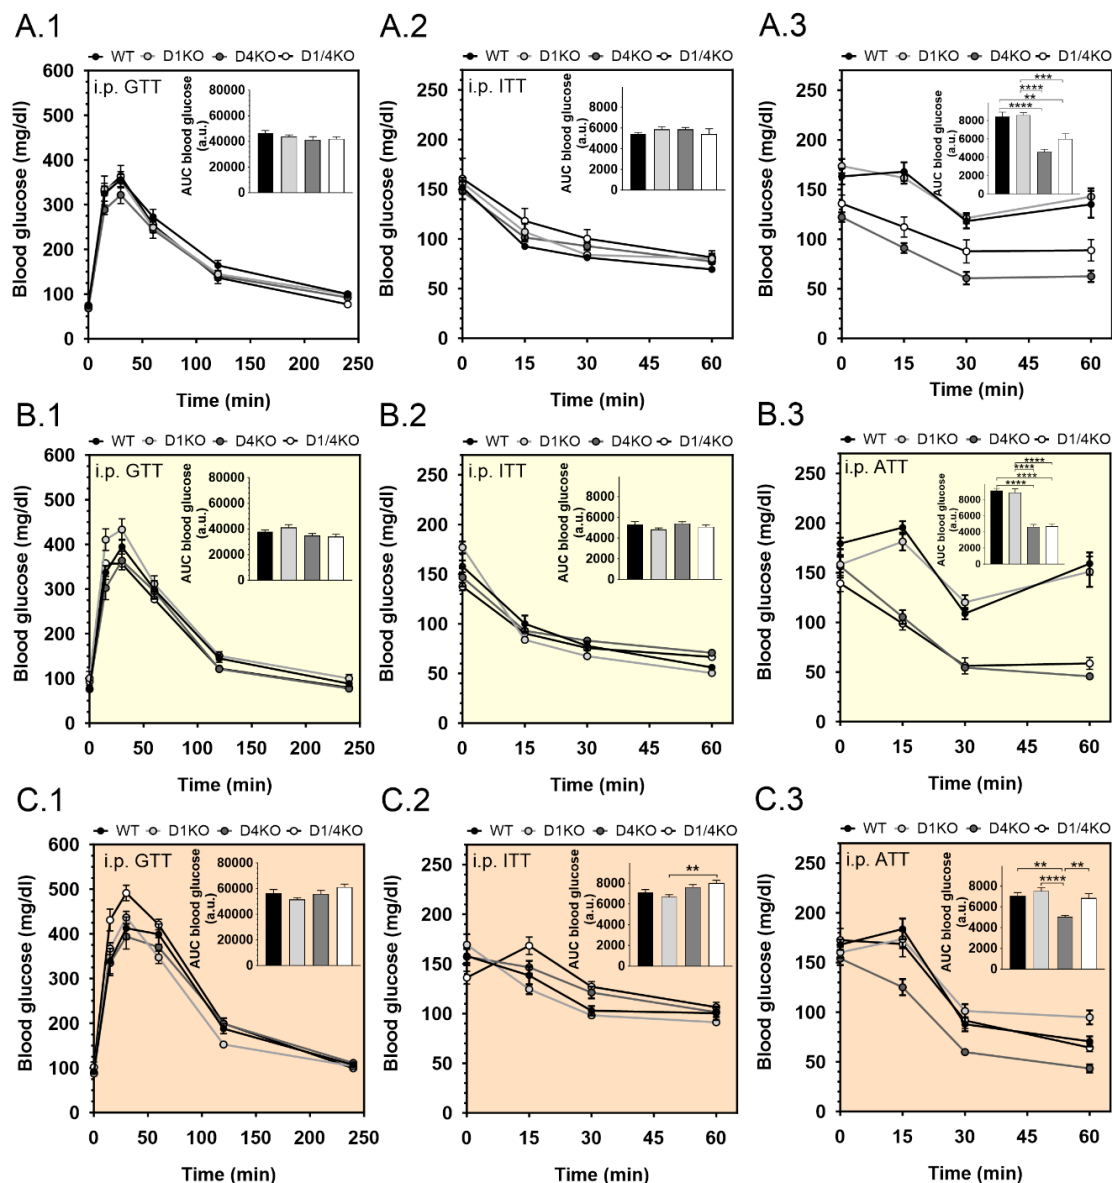 A.1
WT D1KO D4KO D1/4KO
i.p. GTT
Blood glucose (mg/dl)
600
500
400
300
200
100
0
0 50 100 150 200 250
Time (min)
AUC blood glucose
(a.u.)
80000
60000
40000
20000
0
A.2
WT D1KO D4KO D1/4KO
i.p. ITT
Blood glucose (mg/dl)
250
200
150
100
50
0
0 15 30 45 60
Time (min)
AUC blood glucose
(a.u.)
8000
6000
4000
2000
0
A.3
WT D1KO D4KO D1/4KO
Blood glucose (mg/dl)
250
200
150
100
50
0
0 15 30 45 60
Time (min)
AUC blood glucose
(a.u.)
8000
6000
4000
2000
0
***
****
**
****
B.1
WT D1KO D4KO D1/4KO
i.p. GTT
Blood glucose (mg/dl)
600
500
400
300
200
100
0
0 50 100 150 200 250
Time (min)
AUC blood glucose
(a.u.)
80000
60000
40000
20000
0
B.2
WT D1KO D4KO D1/4KO
i.p. ITT
Blood glucose (mg/dl)
250
200
150
100
50
0
0 15 30 45 60
Time (min)
AUC blood glucose
(a.u.)
8000
6000
4000
2000
0
B.3
WT D1KO D4KO D1/4KO
i.p. ATT
Blood glucose (mg/dl)
250
200
150
100
50
0
0 15 30 45 60
Time (min)
AUC blood glucose
(a.u.)
8000
6000
4000
2000
0
****
****
****
****
C.1
WT D1KO D4KO D1/4KO
i.p. GTT
Blood glucose (mg/dl)
600
500
400
300
200
100
0
0 50 100 150 200 250
Time (min)
AUC blood glucose
(a.u.)
80000
60000
40000
20000
0
C.2
WT D1KO D4KO D1/4KO
i.p. ITT
Blood glucose (mg/dl)
250
200
150
100
50
0
0 15 30 45 60
Time (min)
AUC blood glucose
(a.u.)
8000
6000
4000
2000
0
**
C.3
WT D1KO D4KO D1/4KO
i.p. ATT
Blood glucose (mg/dl)
250
200
150
100
50
0
0 15 30 45 60
Time (min)
AUC blood glucose
(a.u.)
8000
6000
4000
2000
0
** **
****